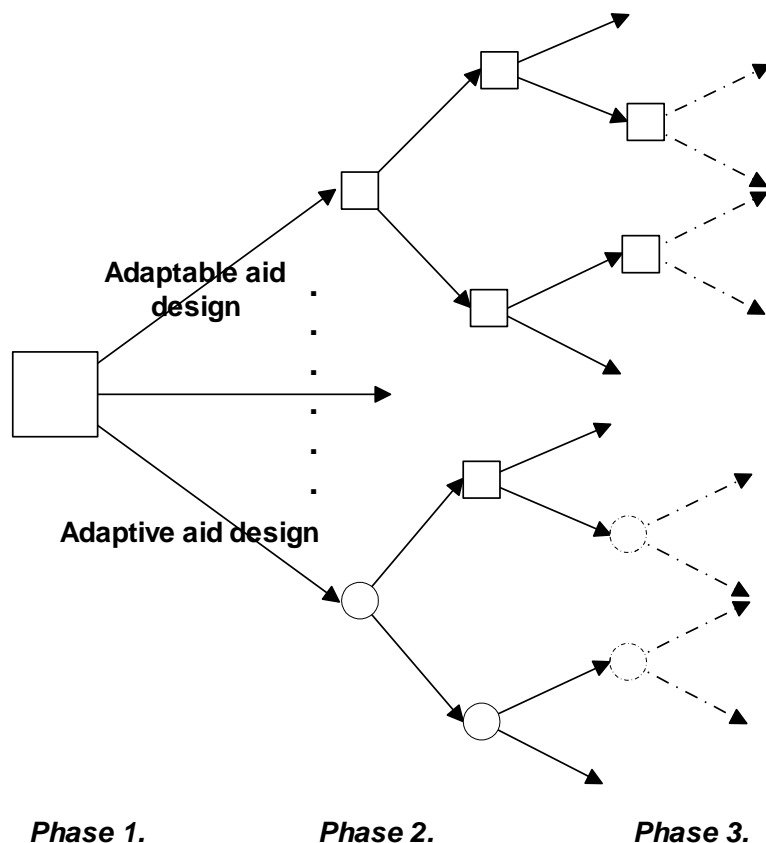 Adaptable aid
design
Adaptive aid design
Phase 1.
Phase 2.
Phase 3.